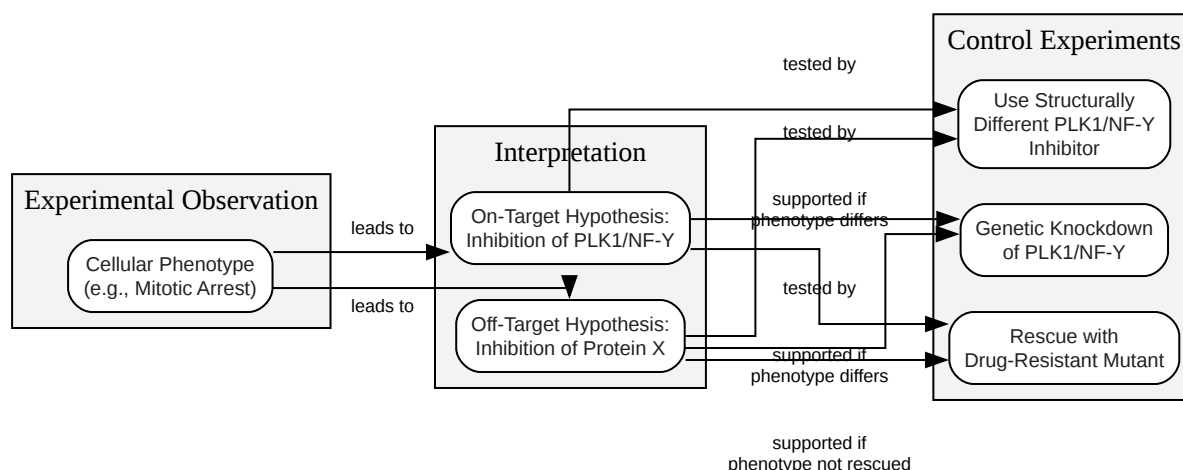 Experimental Observation
Cellular Phenotype
(e.g., Mitotic Arrest)
leads to
leads to
Interpretation
On-Target Hypothesis:
Inhibition of PLK1/NF-Y
Off-Target Hypothesis:
Inhibition of Protein X
tested by
tested by
supported if
phenotype differs
tested by
supported if
phenotype differs
supported if
phenotype not rescued
Control Experiments
Use Structurally
Different PLK1/NF-Y
Inhibitor
Genetic Knockdown
of PLK1/NF-Y
Rescue with
Drug-Resistant Mutant